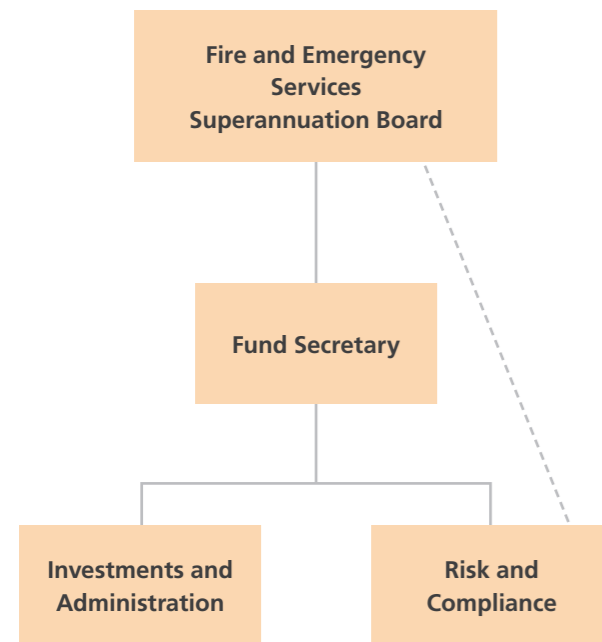 Fire and Emergency
Services
Superannuation Board
Fund Secretary
Investments and
Administration
Risk and
Compliance